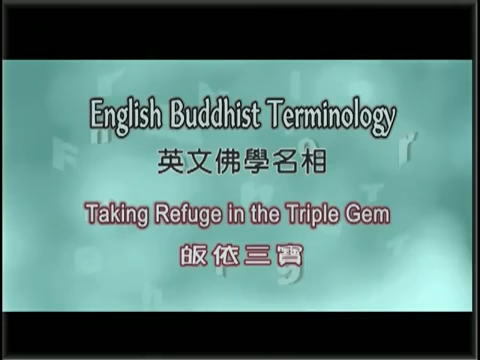 English Buddhist Terminology
英文佛學名相
Taking Refuge in the Triple Gem
皈依三寶